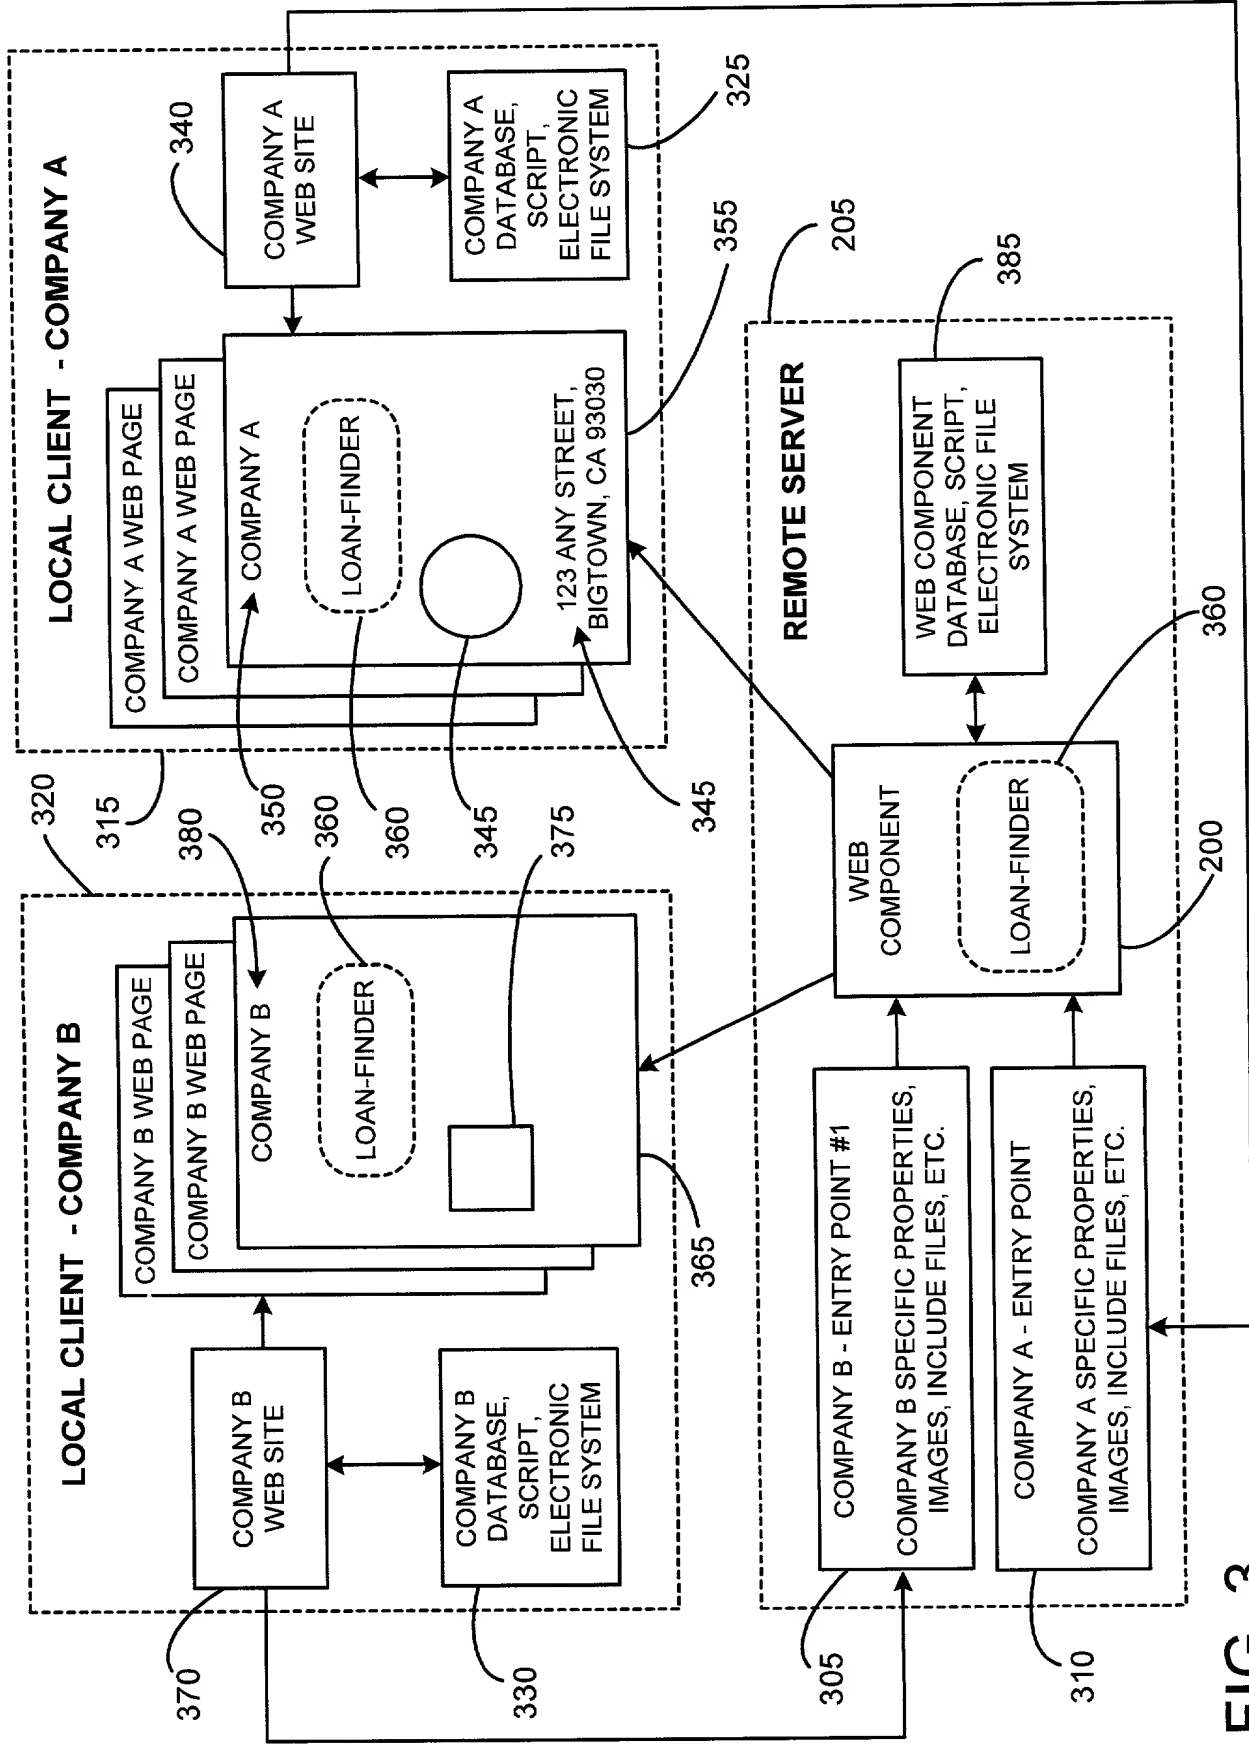 LOCAL CLIENT - COMPANY B
320
COMPANY B WEB PAGE
COMPANY B WEB PAGE
380
COMPANY B
360
LOAN-FINDER
375
365
COMPANY B
WEB SITE
370
COMPANY B
DATABASE,
SCRIPT,
ELECTRONIC
FILE SYSTEM
330
LOCAL CLIENT - COMPANY A
315
COMPANY A WEB PAGE
COMPANY A WEB PAGE
350
COMPANY A
360
LOAN-FINDER
345
123 ANY STREET,
BIGTOWN, CA 93030
345
355
340
COMPANY A
WEB SITE
COMPANY A
DATABASE,
SCRIPT,
ELECTRONIC
FILE SYSTEM
325
REMOTE SERVER
205
305
COMPANY B - ENTRY POINT #1
COMPANY B SPECIFIC PROPERTIES,
IMAGES, INCLUDE FILES, ETC.
310
COMPANY A - ENTRY POINT
COMPANY A SPECIFIC PROPERTIES,
IMAGES, INCLUDE FILES, ETC.
WEB
COMPONENT
LOAN-FINDER
200
360
WEB COMPONENT
DATABASE, SCRIPT,
ELECTRONIC FILE
SYSTEM
385
FIG. 3